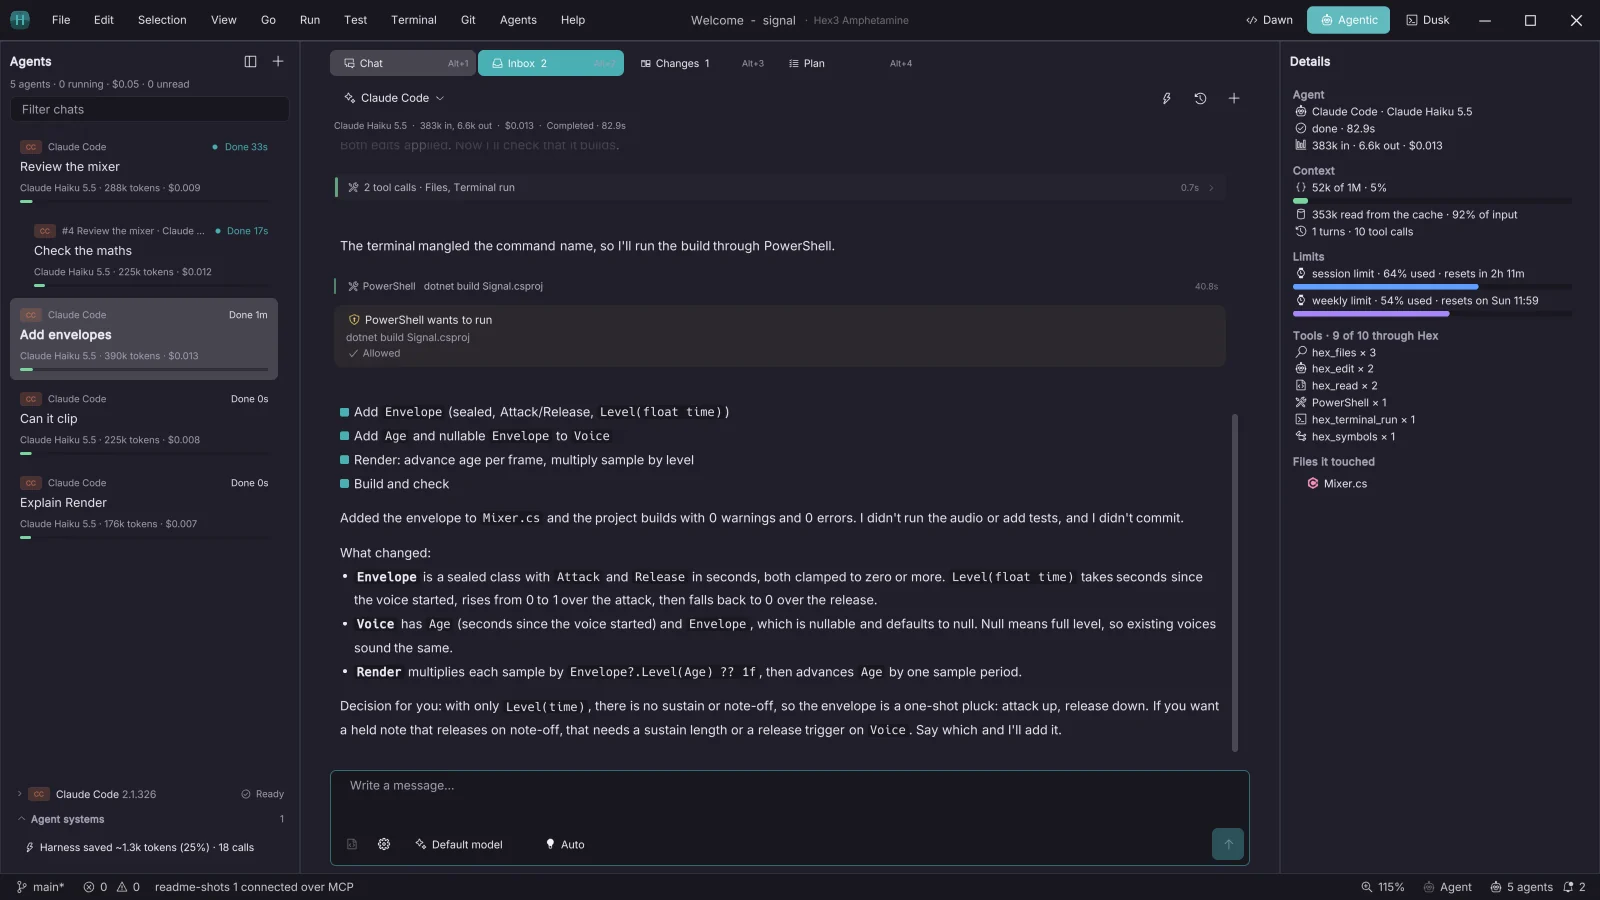 H File Edit Selection View Go Run Test Terminal Git Agents Help Welcome - signal · Hex3 Amphetamine Dawn Agentic Dusk
Agents
5 agents · 0 running · $0.05 · 0 unread
Filter chats
CC Claude Code Done 33s
Review the mixer
Claude Haiku 5.5 · 288k tokens · $0.009
CC #4 Review the mixer · Claude ... Done 17s
Check the maths
Claude Haiku 5.5 · 225k tokens · $0.012
CC Claude Code Done 1m
Add envelopes
Claude Haiku 5.5 · 390k tokens · $0.013
CC Claude Code Done 0s
Can it clip
Claude Haiku 5.5 · 225k tokens · $0.008
CC Claude Code Done 0s
Explain Render
Claude Haiku 5.5 · 176k tokens · $0.007
CC Claude Code 2.1.326 Ready
Agent systems 1
Harness saved ~1.3k tokens (25%) · 18 calls
Chat Alt+1 Inbox 2 Alt+2 Changes 1 Alt+3 Plan Alt+4
Claude Code
Claude Haiku 5.5 · 383k in, 6.6k out · $0.013 · Completed · 82.9s
Both edits applied. Now I'll check that it builds.
2 tool calls · Files, Terminal run 0.7s
The terminal mangled the command name, so I'll run the build through PowerShell.
PowerShell dotnet build Signal.csproj 40.8s
PowerShell wants to run
dotnet build Signal.csproj
Allowed
Add Envelope (sealed, Attack/Release, Level(float time))
Add Age and nullable Envelope to Voice
Render: advance age per frame, multiply sample by level
Build and check
Added the envelope to Mixer.cs and the project builds with 0 warnings and 0 errors. I didn't run the audio or add tests, and I didn't commit.
What changed:
• Envelope is a sealed class with Attack and Release in seconds, both clamped to zero or more. Level(float time) takes seconds since
the voice started, rises from 0 to 1 over the attack, then falls back to 0 over the release.
• Voice has Age (seconds since the voice started) and Envelope, which is nullable and defaults to null. Null means full level, so existing voices
sound the same.
• Render multiplies each sample by Envelope?.Level(Age) ?? 1f, then advances Age by one sample period.
Decision for you: with only Level(time), there is no sustain or note-off, so the envelope is a one-shot pluck: attack up, release down. If you want
a held note that releases on note-off, that needs a sustain length or a release trigger on Voice. Say which and I'll add it.
Write a message...
Default model Auto
Details
Agent
Claude Code · Claude Haiku 5.5
done · 82.9s
383k in · 6.6k out · $0.013
Context
52k of 1M · 5%
353k read from the cache · 92% of input
1 turns · 10 tool calls
Limits
session limit · 64% used · resets in 2h 11m
weekly limit · 54% used · resets on Sun 11:59
Tools · 9 of 10 through Hex
hex_files × 3
hex_edit × 2
hex_read × 2
PowerShell × 1
hex_terminal_run × 1
hex_symbols × 1
Files it touched
Mixer.cs
main* 0 0 readme-shots 1 connected over MCP 115% Agent 5 agents 2